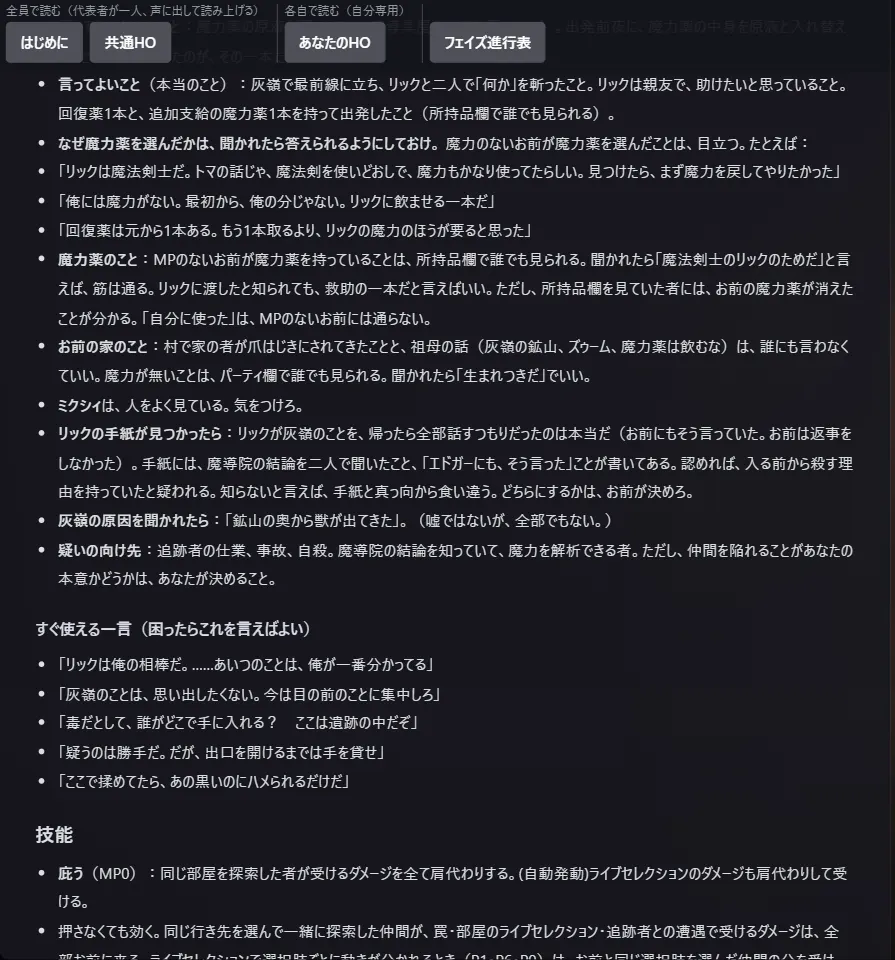 全員で読む（代表者が一人、声に出して読み上げる）
各自で読む（自分専用）
はじめに
共通HO
あなたのHO
フェイズ進行表
• 言ってよいこと（本当のこと）：灰嶺で最前線に立ち、リックと二人で「何か」を斬ったこと。リックは親友で、助けたいと思っていること。
回復薬1本と、追加支給の魔力薬1本を持って出発したこと（所持品欄で誰でも見られる）。
• なぜ魔力薬を選んだかは、聞かれたら答えられるようにしておけ。魔力のないお前が魔力薬を選んだことは、目立つ。たとえば：
• 「リックは魔法剣士だ。トマの話じゃ、魔法剣を使いどおしで、魔力もかなり使ってたらしい。見つけたら、まず魔力を戻してやりたかった」
• 「俺には魔力がない。最初から、俺の分じゃない。リックに飲ませる一本だ」
• 「回復薬は元から1本ある。もう1本取るより、リックの魔力のほうが要ると思った」
• 魔力薬のこと：MPのないお前が魔力薬を持っていることは、所持品欄で誰でも見られる。聞かれたら「魔法剣士のリックのためだ」と言
えば、筋は通る。リックに渡したと知られても、救助の一本だと言えばいい。ただし、所持品欄を見ていた者には、お前の魔力薬が消えた
ことが分かる。「自分に使った」は、MPのないお前には通らない。
• お前の家のこと：村で家の者が爪はじきにされてきたことと、祖母の話（灰嶺の鉱山、ズゥーム、魔力薬は飲むな）は、誰にも言わなく
ていい。魔力が無いことは、パーティ欄で誰でも見られる。聞かれたら「生まれつきだ」でいい。
• ミクシィは、人をよく見ている。気をつけろ。
• リックの手紙が見つかったら：リックが灰嶺のことを、帰ったら全部話すつもりだったのは本当だ（お前にもそう言っていた。お前は返事を
しなかった）。手紙には、魔導院の結論を二人で聞いたこと、「エドガーにも、そう言った」ことが書いてある。認めれば、入る前から殺す理
由を持っていたと疑われる。知らないと言えば、手紙と真っ向から食い違う。どちらにするかは、お前が決めろ。
• 灰嶺の原因を聞かれたら：「鉱山の奥から獣が出てきた」。（嘘ではないが、全部でもない。）
• 疑いの向け先：追跡者の仕業、事故、自殺。魔導院の結論を知っていて、魔力を解析できる者。ただし、仲間を陥れることがあなたの
本意かどうかは、あなたが決めること。
すぐ使える一言（困ったらこれを言えばよい）
• 「リックは俺の相棒だ。……あいつのことは、俺が一番分かってる」
• 「灰嶺のことは、思い出したくない。今は目の前のことに集中しろ」
• 「毒だとして、誰がどこで手に入れる？　ここは遺跡の中だぞ」
• 「疑うのは勝手だ。だが、出口を開けるまでは手を貸せ」
• 「ここで揉めてたら、あの黒いのにハメられるだけだ」
技能
• 庇う（MP0）：同じ部屋を探索した者が受けるダメージを全て肩代わりする。(自動発動)ライブセレクションのダメージも肩代わりして受
ける。
• 押さなくても効く。同じ行き先を選んで一緒に探索した仲間が、罠・部屋のライブセレクション・追跡者との遭遇で受けるダメージは、全